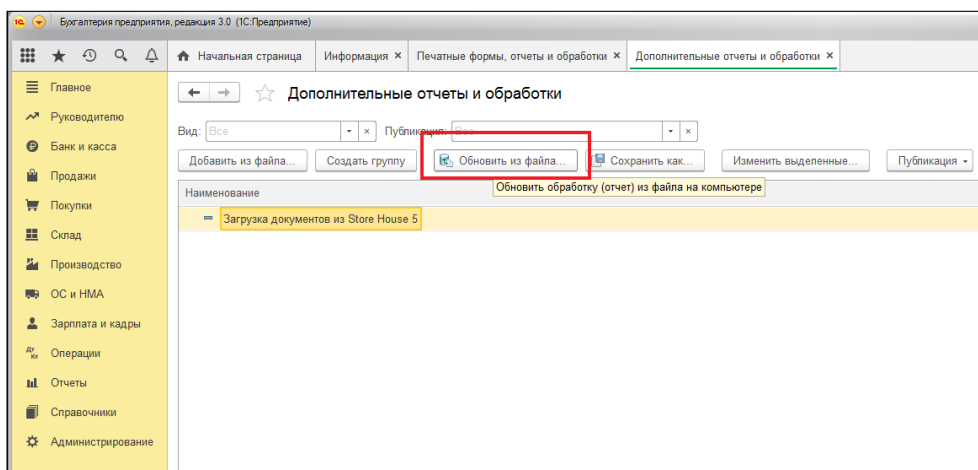 1С Бухгалтерия предприятия, редакция 3.0 (1С:Предприятие)
Начальная страница Информация × Печатные формы, отчеты и обработки × Дополнительные отчеты и обработки ×
Главное
Руководителю
Банк и касса
Продажи
Покупки
Склад
Производство
ОС и НМА
Зарплата и кадры
Дт Кт Операции
Отчеты
Справочники
Администрирование
Дополнительные отчеты и обработки
Вид: Все Публикация: Все
Добавить из файла... Создать группу Обновить из файла... Сохранить как... Изменить выделенные... Публикация
Обновить обработку (отчет) из файла на компьютере
Наименование
Загрузка документов из Store House 5